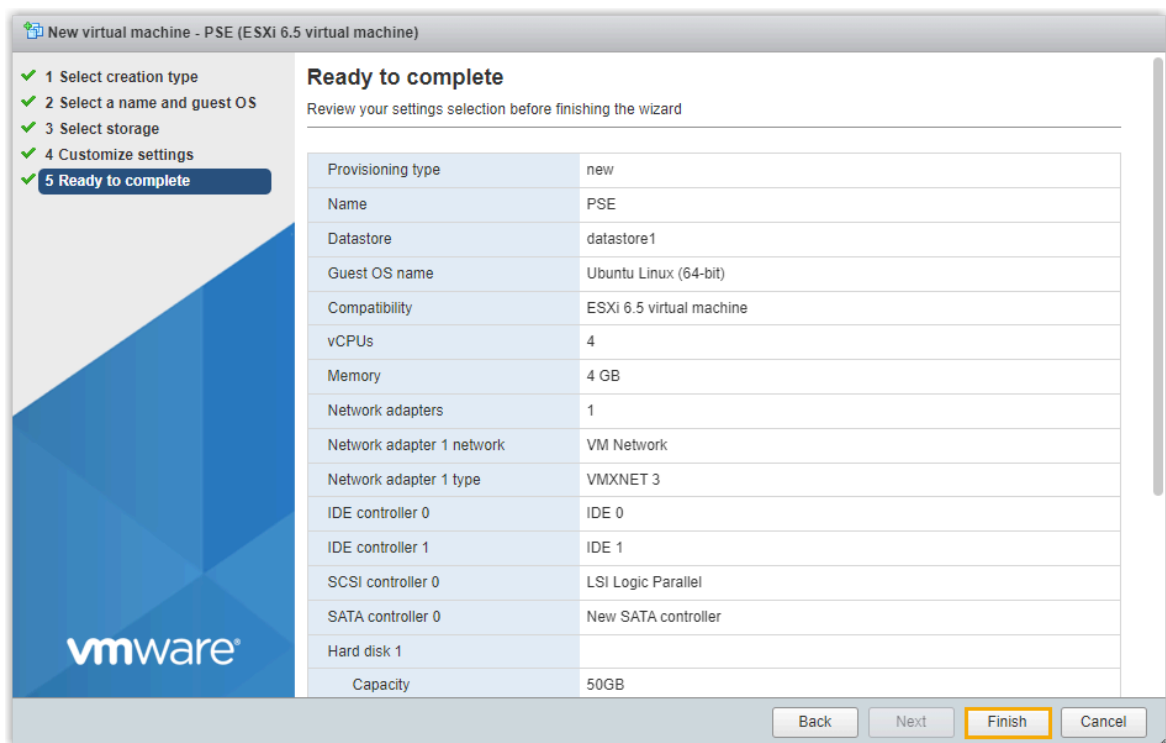 New virtual machine - PSE (ESXi 6.5 virtual machine)
1 Select creation type
2 Select a name and guest OS
3 Select storage
4 Customize settings
5 Ready to complete
vmware®
Ready to complete
Review your settings selection before finishing the wizard
Provisioning type new
Name PSE
Datastore datastore1
Guest OS name Ubuntu Linux (64-bit)
Compatibility ESXi 6.5 virtual machine
vCPUs 4
Memory 4 GB
Network adapters 1
Network adapter 1 network VM Network
Network adapter 1 type VMXNET 3
IDE controller 0 IDE 0
IDE controller 1 IDE 1
SCSI controller 0 LSI Logic Parallel
SATA controller 0 New SATA controller
Hard disk 1
Capacity 50GB
Back Next Finish Cancel